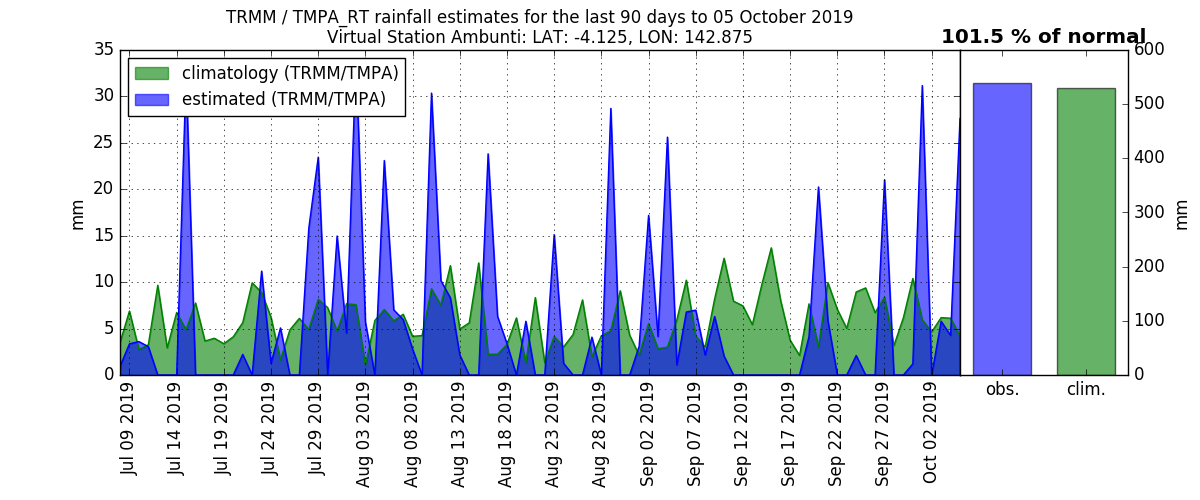 TRMM / TMPA_RT rainfall estimates for the last 90 days to 05 October 2019
Virtual Station Ambunti: LAT: -4.125, LON: 142.875
101.5 % of normal
climatology (TRMM/TMPA)
estimated (TRMM/TMPA)
mm
35
30
25
20
15
10
5
0
Jul 09 2019
Jul 14 2019
Jul 19 2019
Jul 24 2019
Jul 29 2019
Aug 03 2019
Aug 08 2019
Aug 13 2019
Aug 18 2019
Aug 23 2019
Aug 28 2019
Sep 02 2019
Sep 07 2019
Sep 12 2019
Sep 17 2019
Sep 22 2019
Sep 27 2019
Oct 02 2019
600
500
400
300
200
100
0
mm
obs.
clim.